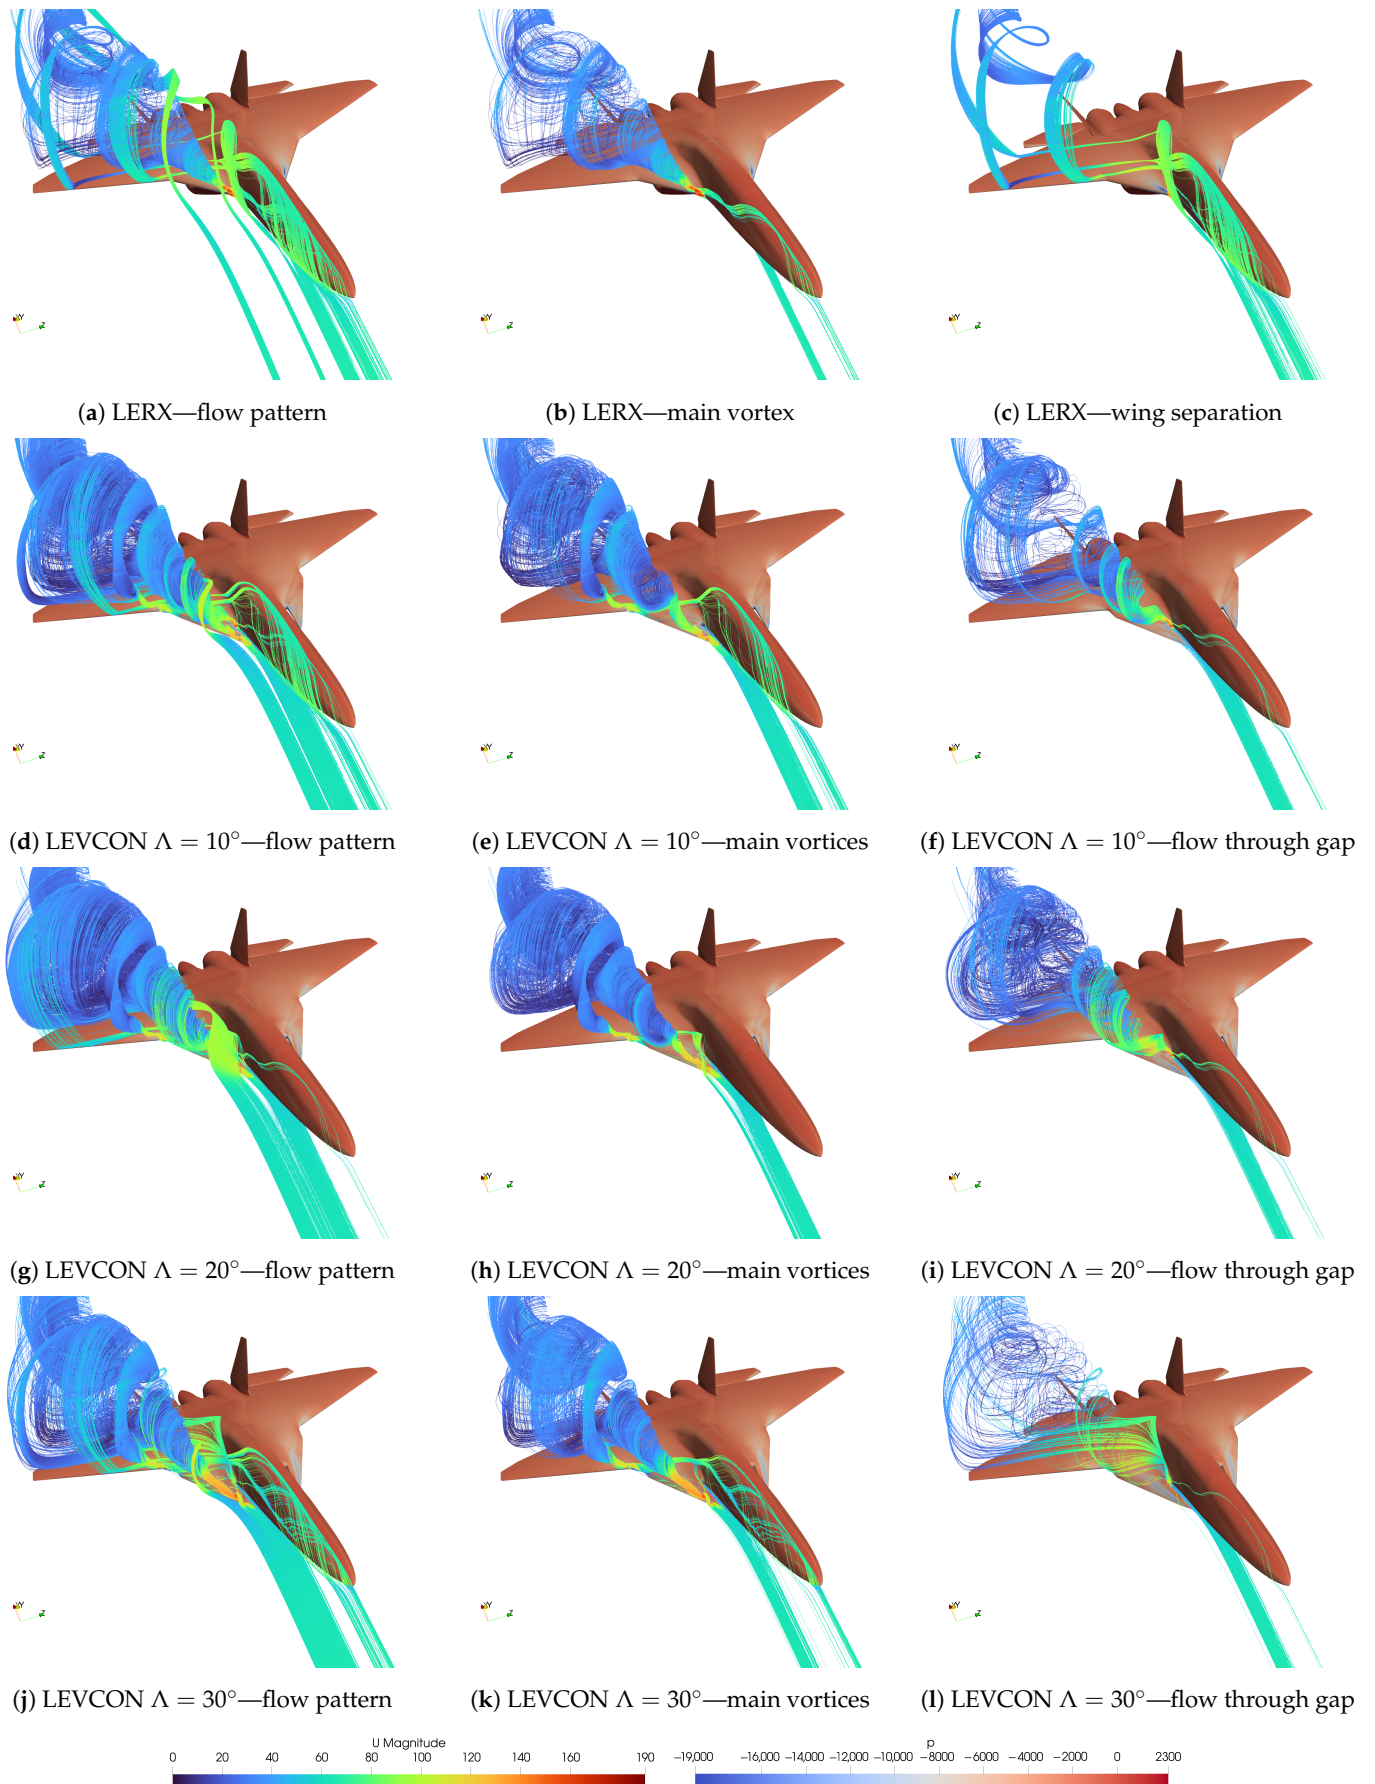 Y
Z
Y
Z
Y
Z
(a) LERX—flow pattern
(b) LERX—main vortex
(c) LERX—wing separation
Y
Z
Y
Z
Y
Z
(d) LEVCON Λ = 10°—flow pattern
(e) LEVCON Λ = 10°—main vortices
(f) LEVCON Λ = 10°—flow through gap
Y
Z
Y
Z
Y
Z
(g) LEVCON Λ = 20°—flow pattern
(h) LEVCON Λ = 20°—main vortices
(i) LEVCON Λ = 20°—flow through gap
Y
Z
Y
Z
Y
Z
(j) LEVCON Λ = 30°—flow pattern
(k) LEVCON Λ = 30°—main vortices
(l) LEVCON Λ = 30°—flow through gap
U Magnitude
0 20 40 60 80 100 120 140 160 190
p
−19,000 −16,000 −14,000 −12,000 −10,000 −8000 −6000 −4000 −2000 0 2300